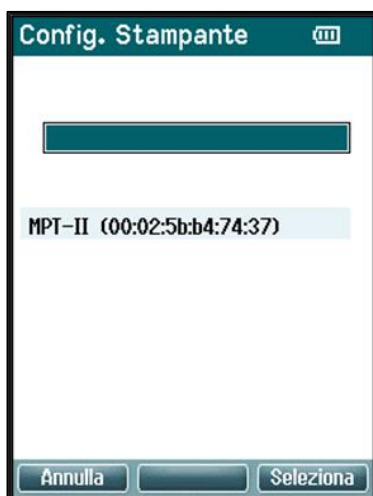 Config. Stampante
MPT-II (00:02:5b:b4:74:37)
Annulla
Seleziona